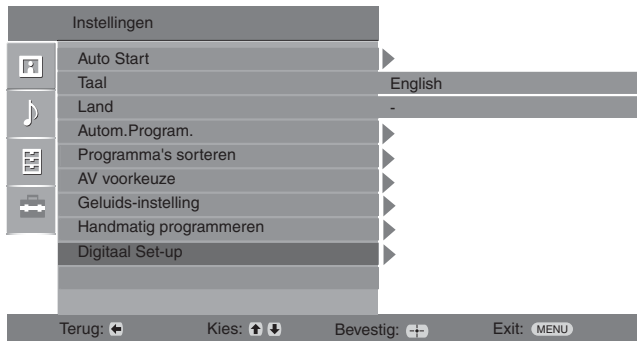 Instellingen
Auto Start
Taal English
Land -
Autom.Program.
Programma's sorteren
AV voorkeuze
Geluids-instelling
Handmatig programmeren
Digitaal Set-up
Terug: Kies: Bevestig: Exit: MENU